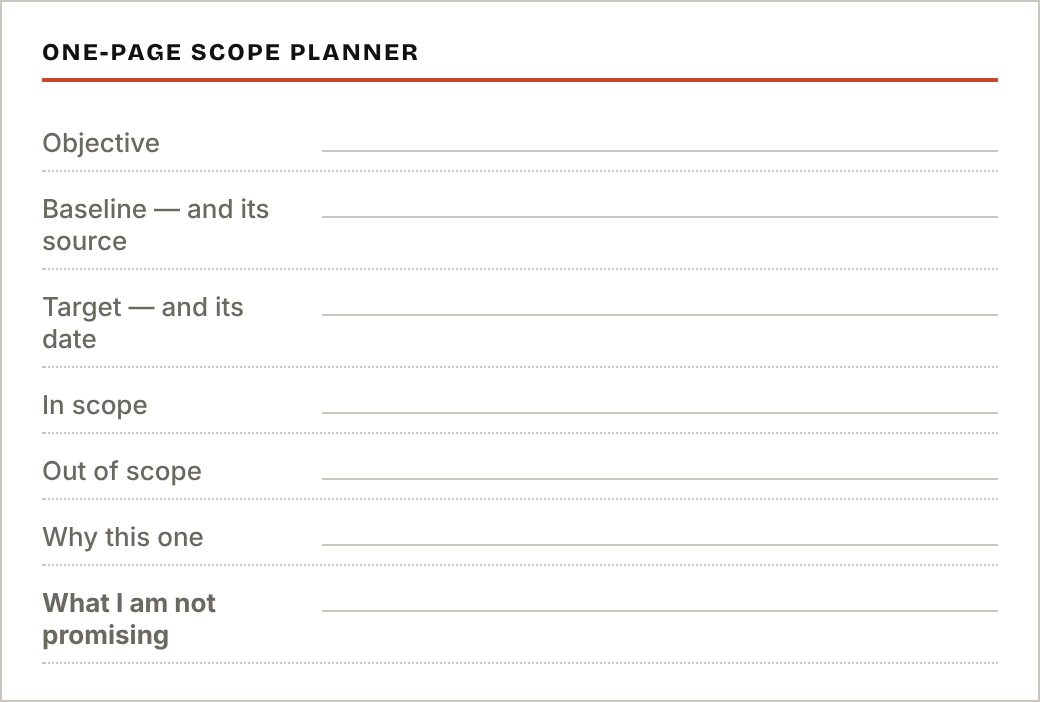 ONE-PAGE SCOPE PLANNER
Objective
Baseline — and its
source
Target — and its
date
In scope
Out of scope
Why this one
What I am not
promising